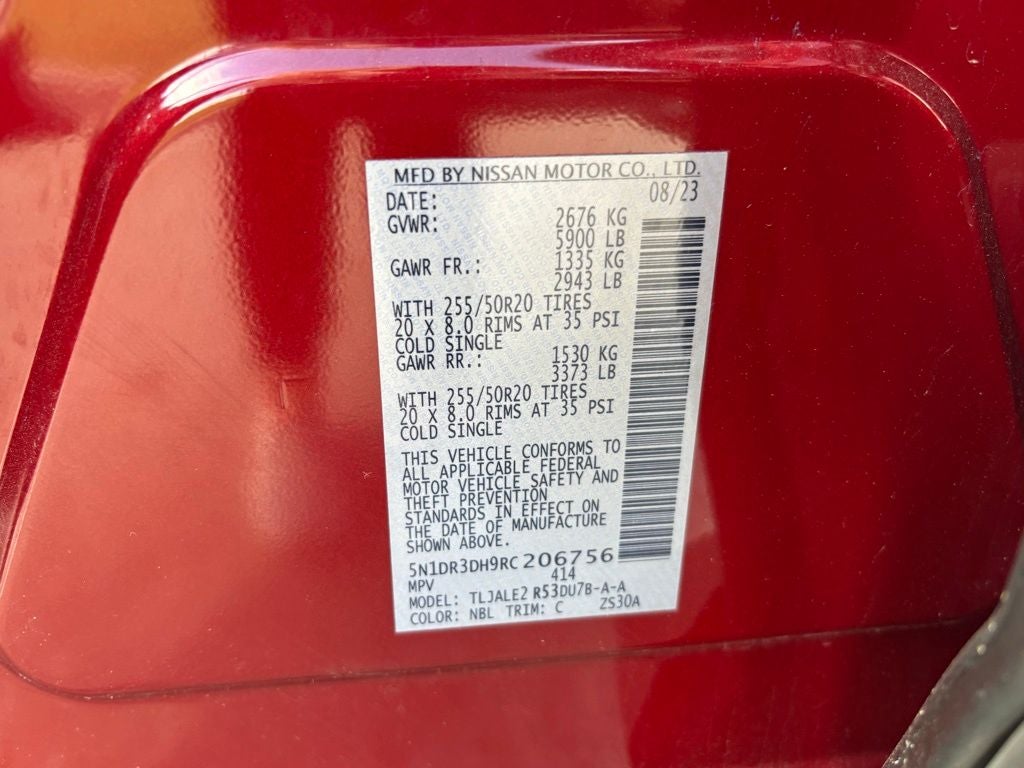 MFD BY NISSAN MOTOR CO., LTD.
DATE: 08/23
GVWR: 2676 KG
5900 LB
GAWR FR.: 1335 KG
2943 LB
WITH 255/50R20 TIRES
20 X 8.0 RIMS AT 35 PSI
COLD SINGLE
GAWR RR.: 1530 KG
3373 LB
WITH 255/50R20 TIRES
20 X 8.0 RIMS AT 35 PSI
COLD SINGLE
THIS VEHICLE CONFORMS TO
ALL APPLICABLE FEDERAL
MOTOR VEHICLE SAFETY AND
THEFT PREVENTION
STANDARDS IN EFFECT ON
THE DATE OF MANUFACTURE
SHOWN ABOVE.
5N1DR3DH9RC206756
MPV 414
MODEL: TLJALE2 R53DU7B-A-A
COLOR: NBL TRIM: C ZS30A